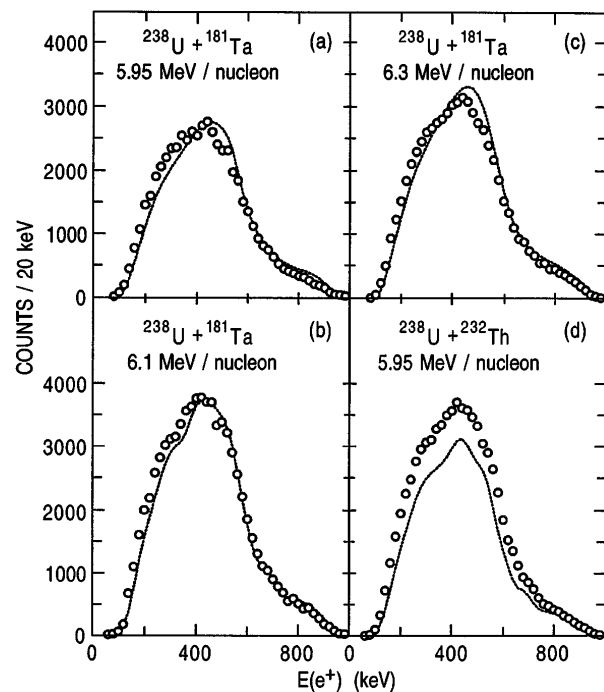 ²³⁸U + ¹⁸¹Ta (a)
5.95 MeV / nucleon
²³⁸U + ¹⁸¹Ta (c)
6.3 MeV / nucleon
4000
3000
2000
1000
0
²³⁸U + ¹⁸¹Ta (b)
6.1 MeV / nucleon
²³⁸U + ²³²Th (d)
5.95 MeV / nucleon
4000
3000
2000
1000
0
COUNTS / 20 keV
0 400 800 0 400 800
E(e⁺) (keV)